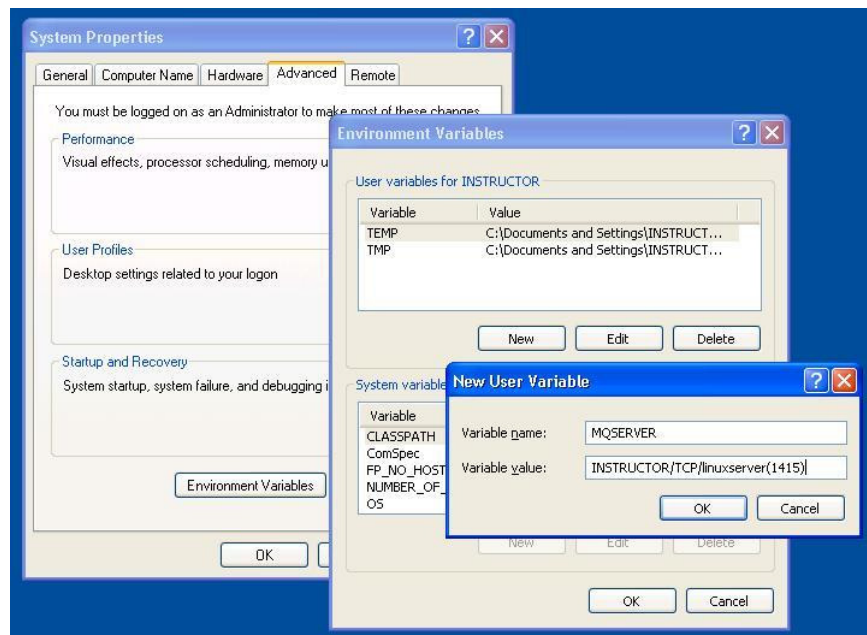 System Properties
General Computer Name Hardware Advanced Remote
You must be logged on as an Administrator to make most of these changes
Performance
Visual effects, processor scheduling, memory u
User Profiles
Desktop settings related to your logon
Startup and Recovery
System startup, system failure, and debugging i
Environment Variables
OK
Environment Variables
User variables for INSTRUCTOR
Variable Value
TEMP C:\Documents and Settings\INSTRUCT...
TMP C:\Documents and Settings\INSTRUCT...
New Edit Delete
System variable
Variable
CLASSPATH
ComSpec
FP_NO_HOST
NUMBER_OF_
OS
New Edit Delete
OK Cancel
New User Variable
Variable name: MQSERVER
Variable value: INSTRUCTOR/TCP/linuxserver(1415)
OK Cancel